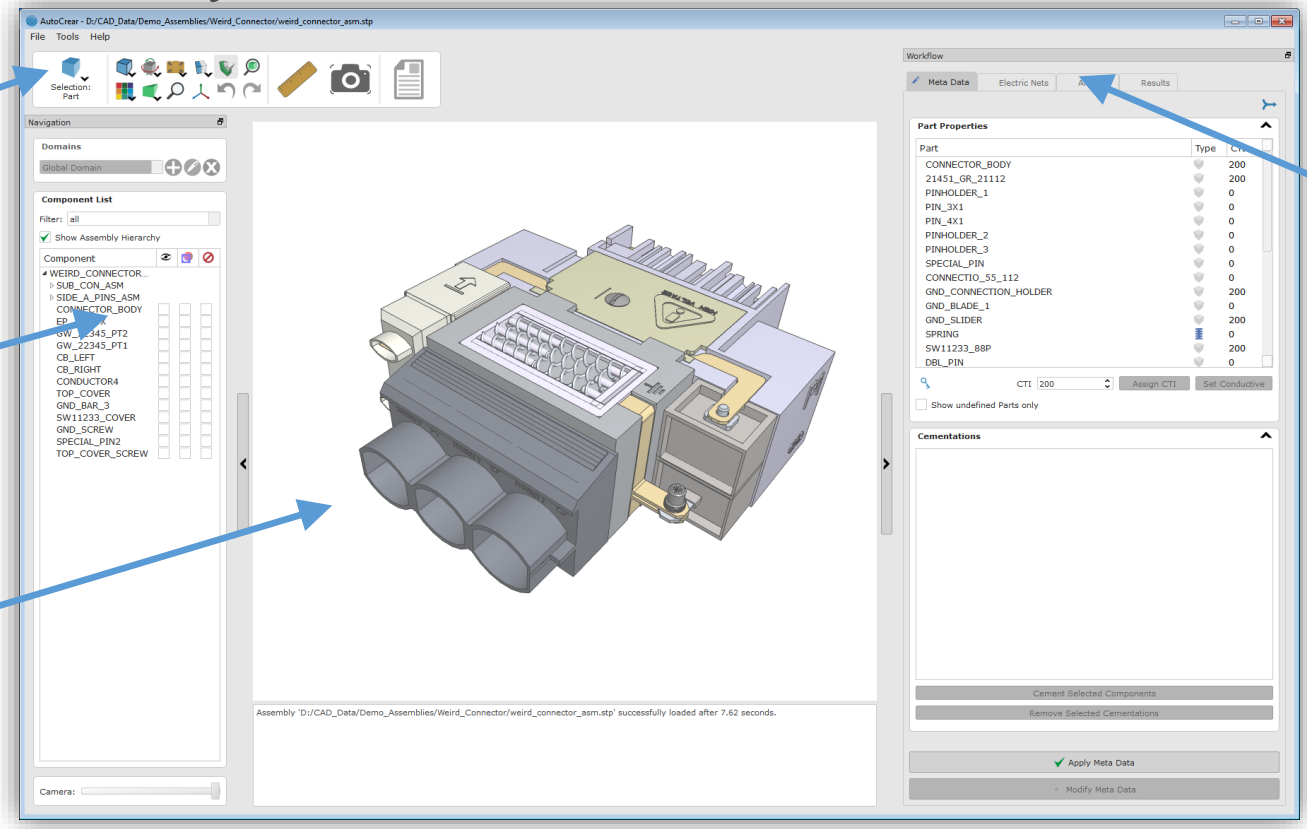 AutoCrear - D:/CAD_Data/Demo_Assemblies/Weird_Connector/weird_connector_asm.stp
File Tools Help
Selection:
Part
Navigation
Domains
Global Domain
Component List
Filter: all
Show Assembly Hierarchy
Component
WEIRD_CONNECTOR...
SUB_CON_ASM
SIDE_A_PINS_ASM
CONNECTOR_BODY
GW_22345_PT2
GW_22345_PT1
CB_LEFT
CB_RIGHT
CONDUCTOR4
TOP_COVER
GND_BAR_3
SW11233_COVER
GND_SCREW
SPECIAL_PIN2
TOP_COVER_SCREW
Camera:
Assembly 'D:/CAD_Data/Demo_Assemblies/Weird_Connector/weird_connector_asm.stp' successfully loaded after 7.62 seconds.
Workflow
Meta Data Electric Nets Results
Part Properties
Part Type
CONNECTOR_BODY 200
21451_GR_21112 200
PINHOLDER_1 0
PIN_3X1 0
PIN_4X1 0
PINHOLDER_2 0
PINHOLDER_3 0
SPECIAL_PIN 0
CONNECTIO_55_112 0
GND_CONNECTION_HOLDER 200
GND_BLADE_1 0
GND_SLIDER 200
SPRING 0
SW11233_88P 200
DBL_PIN 0
CTI 200 Assign CTI Set Conductive
Show undefined Parts only
Cementations
Cement Selected Components
Remove Selected Cementations
Apply Meta Data
Modify Meta Data